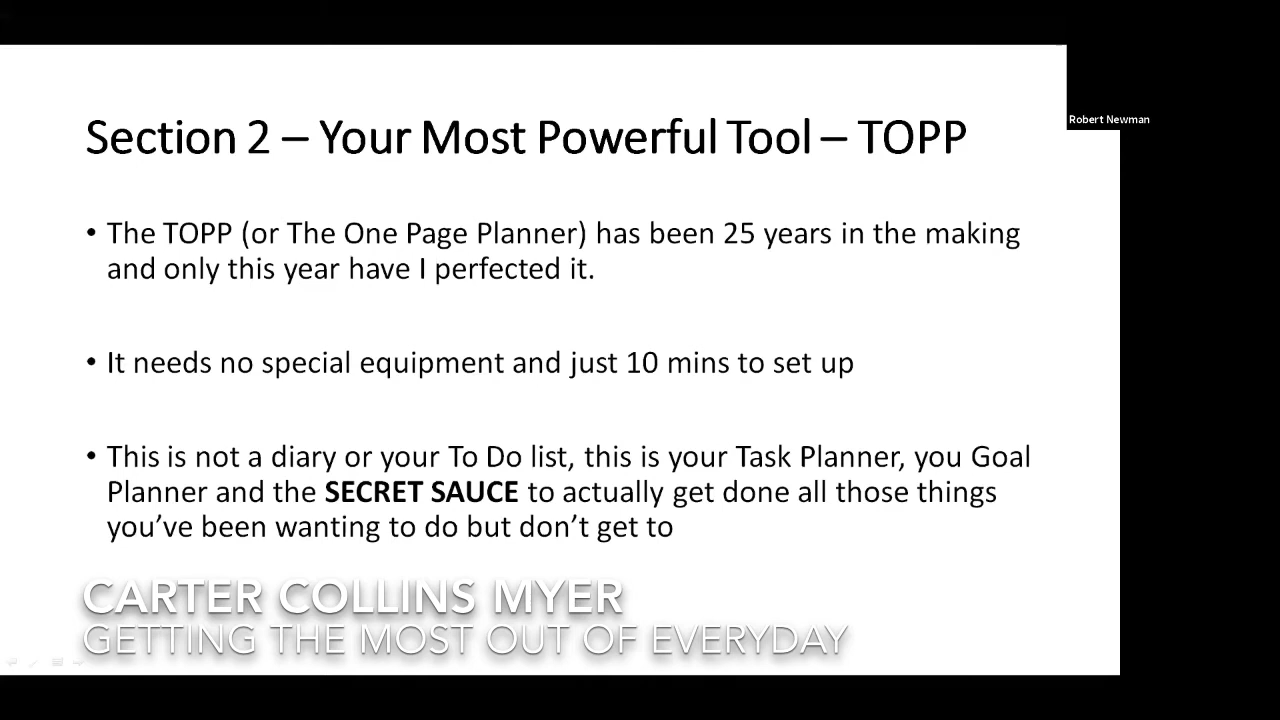 Robert Newman
Section 2 – Your Most Powerful Tool – TOPP
• The TOPP (or The One Page Planner) has been 25 years in the making
and only this year have I perfected it.
• It needs no special equipment and just 10 mins to set up
• This is not a diary or your To Do list, this is your Task Planner, you Goal
Planner and the SECRET SAUCE to actually get done all those things
you've been wanting to do but don't get to
CARTER COLLINS MYER
GETTING THE MOST OUT OF EVERYDAY